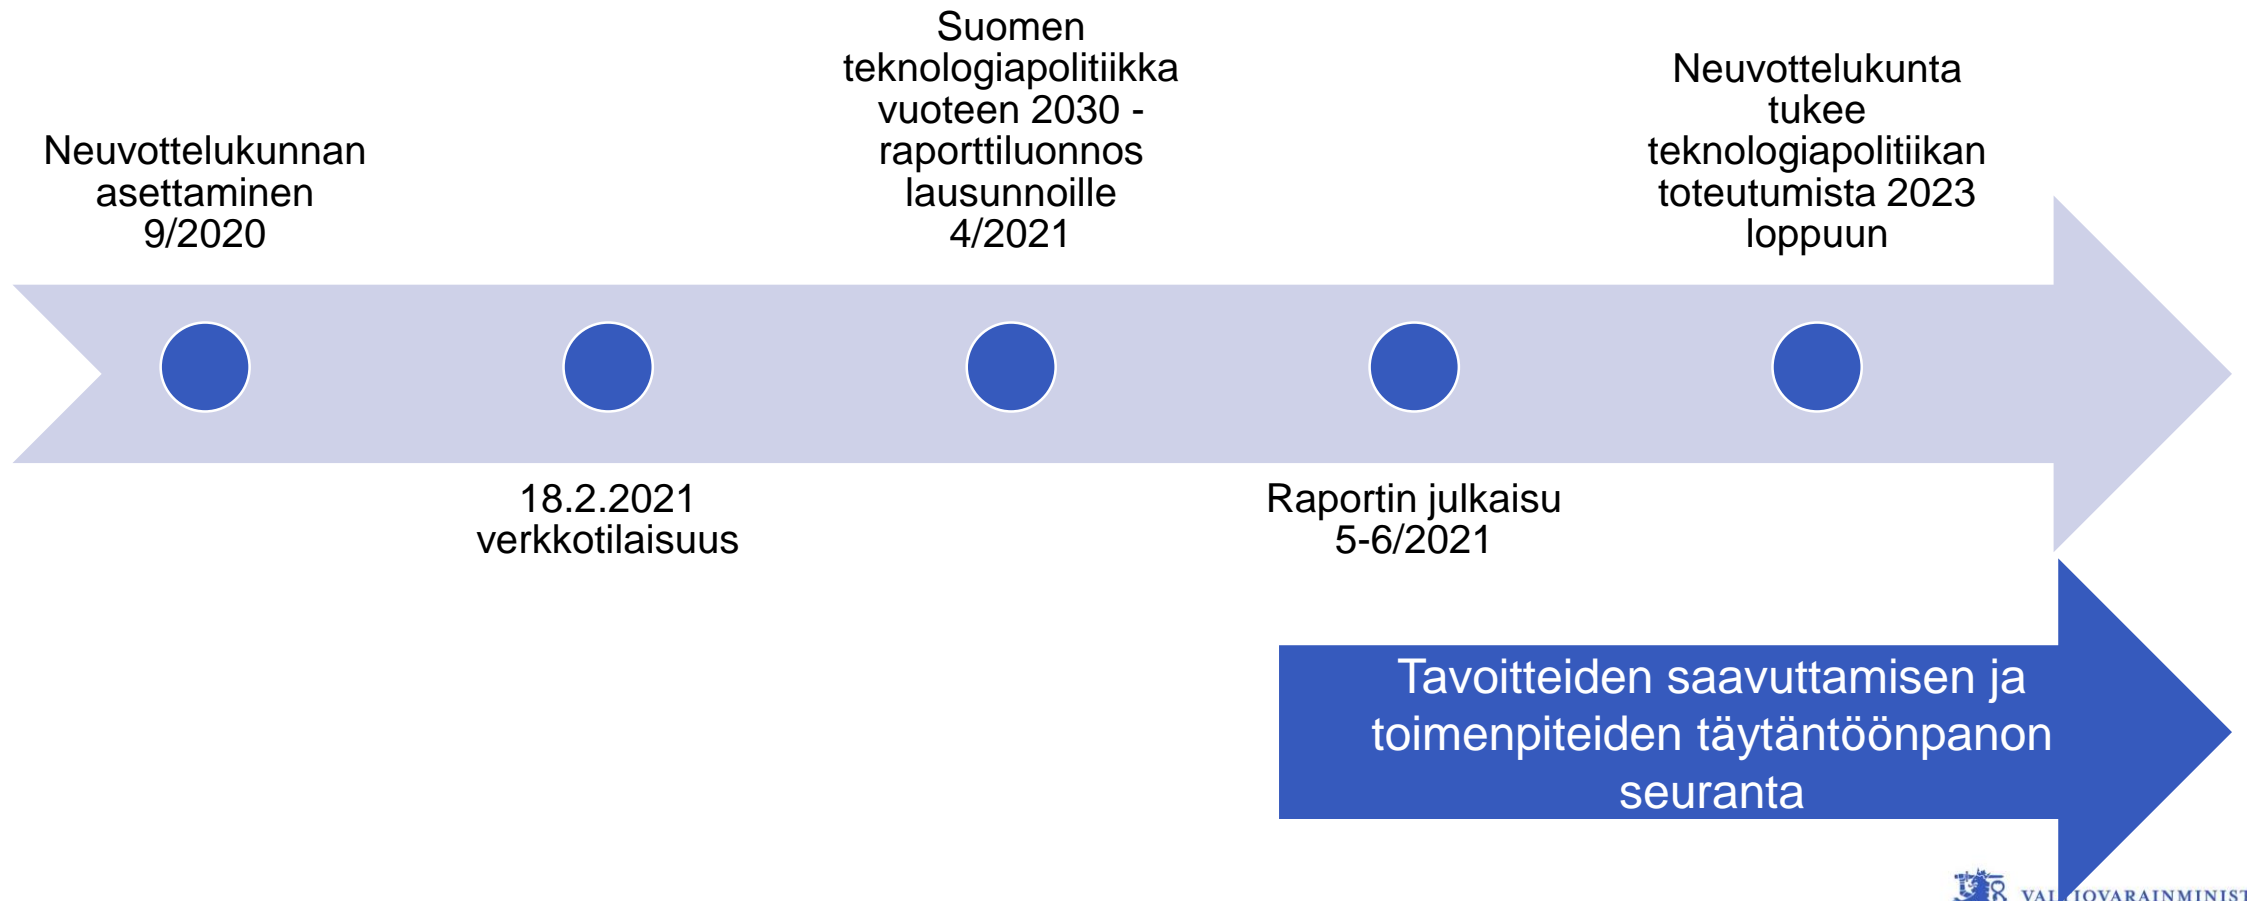 Neuvottelukunnan
asettaminen
9/2020
18.2.2021
verkkotilaisuus
Suomen
teknologiapolitiikka
vuoteen 2030 -
raporttiluonnos
lausunnoille
4/2021
Raportin julkaisu
5-6/2021
Neuvottelukunta
tukee
teknologiapolitiikan
toteutumista 2023
loppuun
Tavoitteiden saavuttamisen ja
toimenpiteiden täytäntöönpanon
seuranta